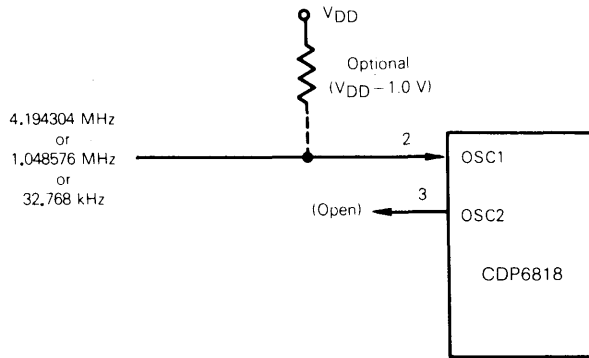 VDD
Optional
(VDD – 1.0 V)
4.194304 MHz
or
1.048576 MHz
or
32.768 kHz
2
OSC1
3
(Open)
OSC2
CDP6818